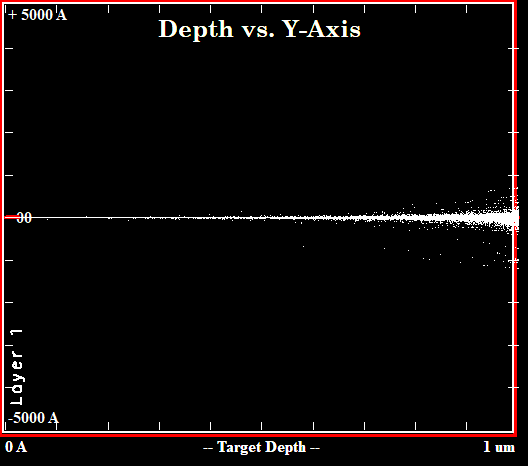 + 5000 A
Depth vs. Y-Axis
00
Layer 1
-5000 A
0 A
-- Target Depth --
1 um